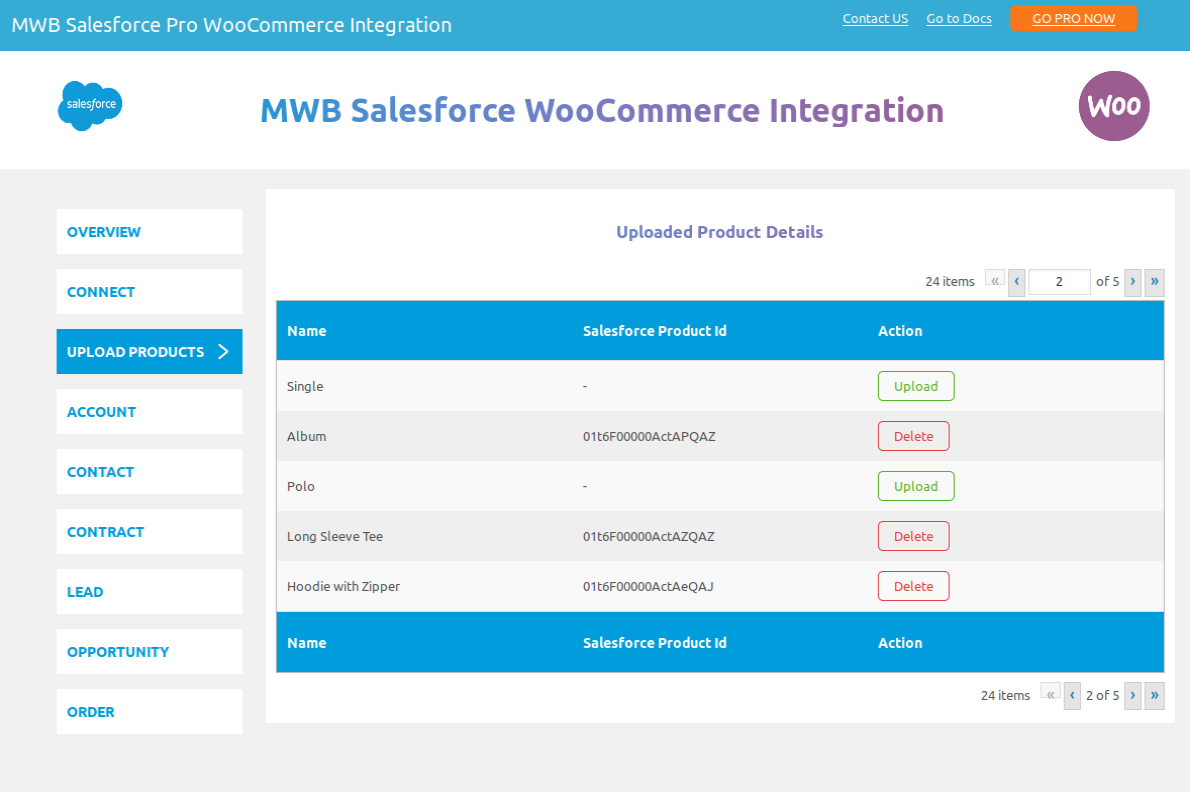 MWB Salesforce Pro WooCommerce Integration
Contact US Go to Docs GO PRO NOW
salesforce
MWB Salesforce WooCommerce Integration
Woo
OVERVIEW
CONNECT
UPLOAD PRODUCTS
ACCOUNT
CONTACT
CONTRACT
LEAD
OPPORTUNITY
ORDER
Uploaded Product Details
24 items « ‹ 2 of 5 › »
Name Salesforce Product Id Action
Single - Upload
Album 01t6F00000ActAPQAZ Delete
Polo - Upload
Long Sleeve Tee 01t6F00000ActAZQAZ Delete
Hoodie with Zipper 01t6F00000ActAeQAJ Delete
Name Salesforce Product Id Action
24 items « ‹ 2 of 5 › »